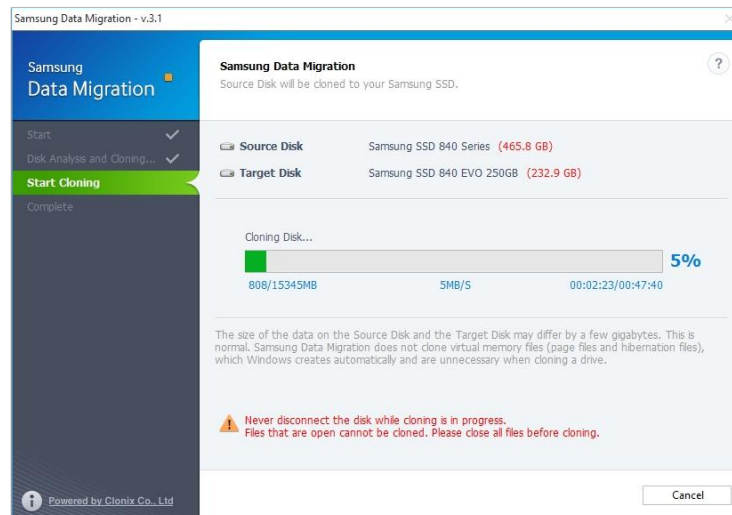 Samsung Data Migration - v.3.1
Samsung
Data Migration
Start
Disk Analysis and Cloning...
Start Cloning
Complete
Powered by Clonix Co., Ltd
Samsung Data Migration
Source Disk will be cloned to your Samsung SSD.
?
Source Disk Samsung SSD 840 Series (465.8 GB)
Target Disk Samsung SSD 840 EVO 250GB (232.9 GB)
Cloning Disk...
5%
808/15345MB 5MB/S 00:02:23/00:47:40
The size of the data on the Source Disk and the Target Disk may differ by a few gigabytes. This is
normal. Samsung Data Migration does not clone virtual memory files (page files and hibernation files),
which Windows creates automatically and are unnecessary when cloning a drive.
Never disconnect the disk while cloning is in progress.
Files that are open cannot be cloned. Please close all files before cloning.
Cancel